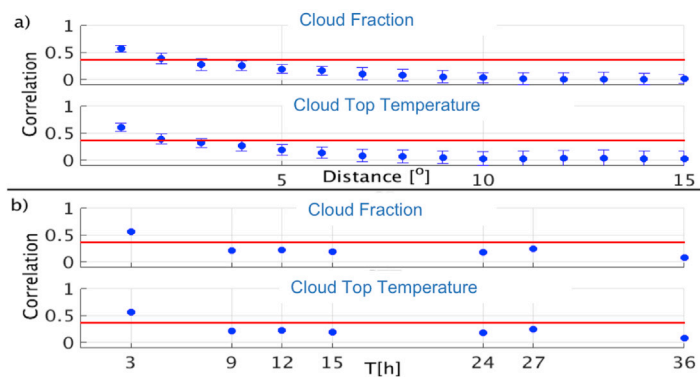 a)
Cloud Fraction
Correlation
1
0.5
0
Cloud Top Temperature
1
0.5
0
5 10 15
Distance [°]
b)
Cloud Fraction
Correlation
1
0.5
0
Cloud Top Temperature
1
0.5
0
3 9 12 15 24 27 36
T[h]